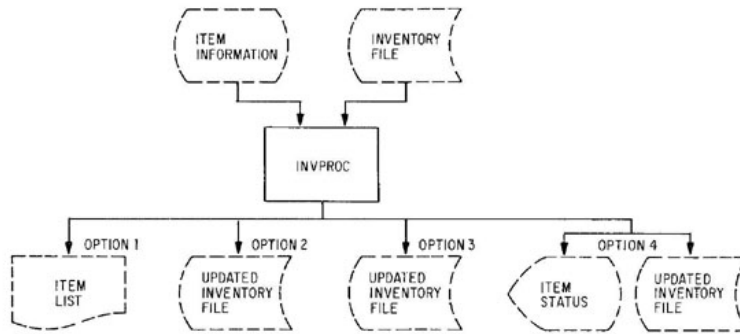 ITEM
INFORMATION
INVENTORY
FILE
INVPROC
OPTION 1
OPTION 2
OPTION 3
OPTION 4
ITEM
LIST
UPDATED
INVENTORY
FILE
UPDATED
INVENTORY
FILE
ITEM
STATUS
UPDATED
INVENTORY
FILE